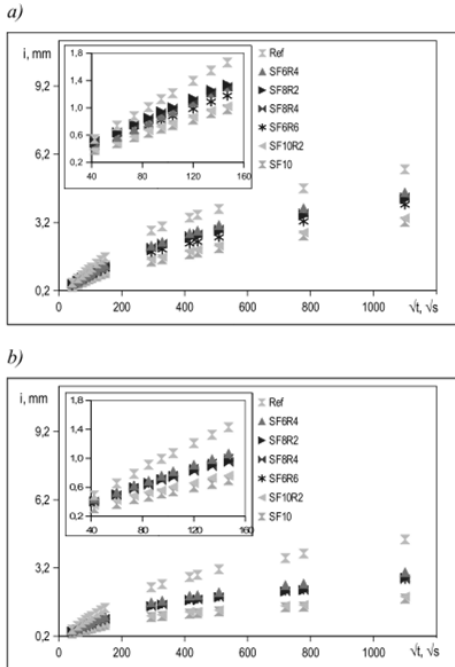 a)
i, mm
9,2
6,2
3,2
0,2
0
200
400
600
800
1000
√t, √s
1,8
1,4
1,0
0,6
0,2
40
80
120
160
Ref
SF6R4
SF8R2
SF8R4
SF6R6
SF10R2
SF10
b)
i, mm
9,2
6,2
3,2
0,2
0
200
400
600
800
1000
√t, √s
1,8
1,4
1,0
0,6
0,2
40
80
120
160
Ref
SF6R4
SF8R2
SF8R4
SF6R6
SF10R2
SF10